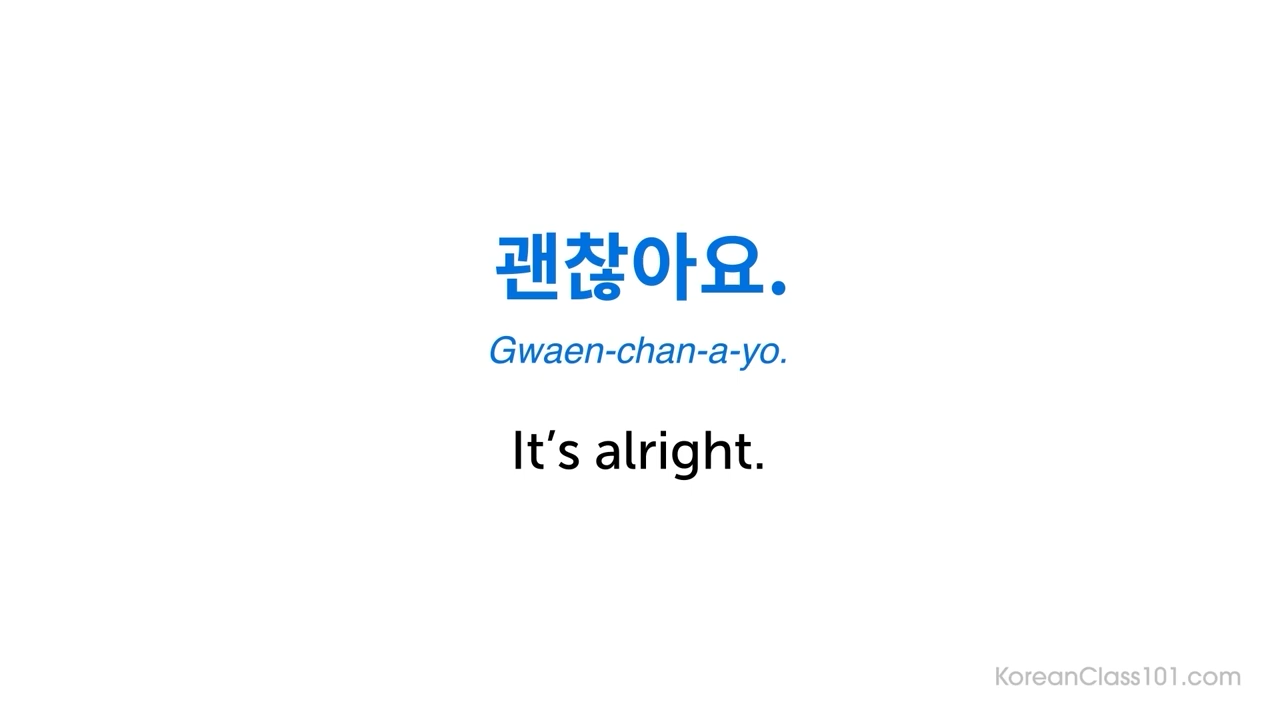 괜찮아요.
Gwaen-chan-a-yo.
It’s alright.
KoreanClass101.com